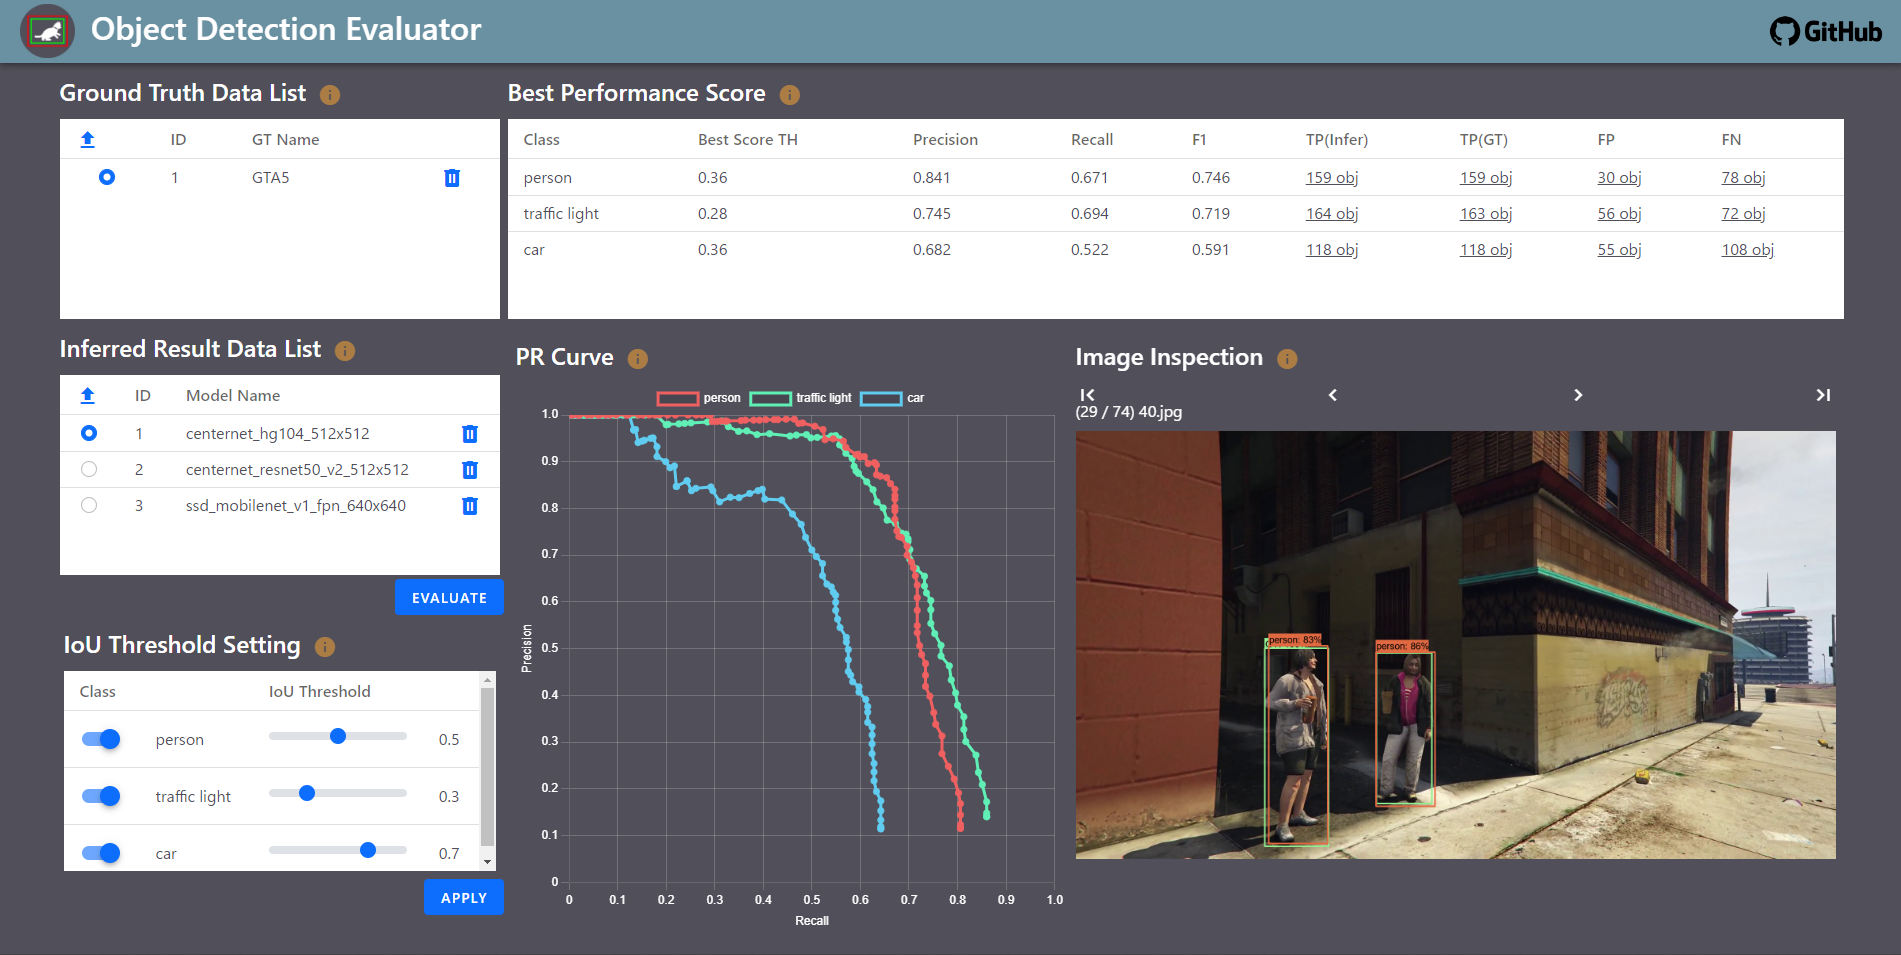 Object Detection Evaluator
GitHub
Ground Truth Data List
ID GT Name
1 GTA5
Best Performance Score
Class Best Score TH Precision Recall F1 TP(Infer) TP(GT) FP FN
person 0.36 0.841 0.671 0.746 159 obj 159 obj 30 obj 78 obj
traffic light 0.28 0.745 0.694 0.719 164 obj 163 obj 56 obj 72 obj
car 0.36 0.682 0.522 0.591 118 obj 118 obj 55 obj 108 obj
Inferred Result Data List
ID Model Name
1 centernet_hg104_512x512
2 centernet_resnet50_v2_512x512
3 ssd_mobilenet_v1_fpn_640x640
EVALUATE
IoU Threshold Setting
Class IoU Threshold
person 0.5
traffic light 0.3
car 0.7
APPLY
PR Curve
person traffic light car
1.0
0.9
0.8
0.7
0.6
0.5
0.4
0.3
0.2
0.1
0
Precision
0 0.1 0.2 0.3 0.4 0.5 0.6 0.7 0.8 0.9 1.0
Recall
Image Inspection
(29 / 74) 40.jpg
person: 83%
person: 86%